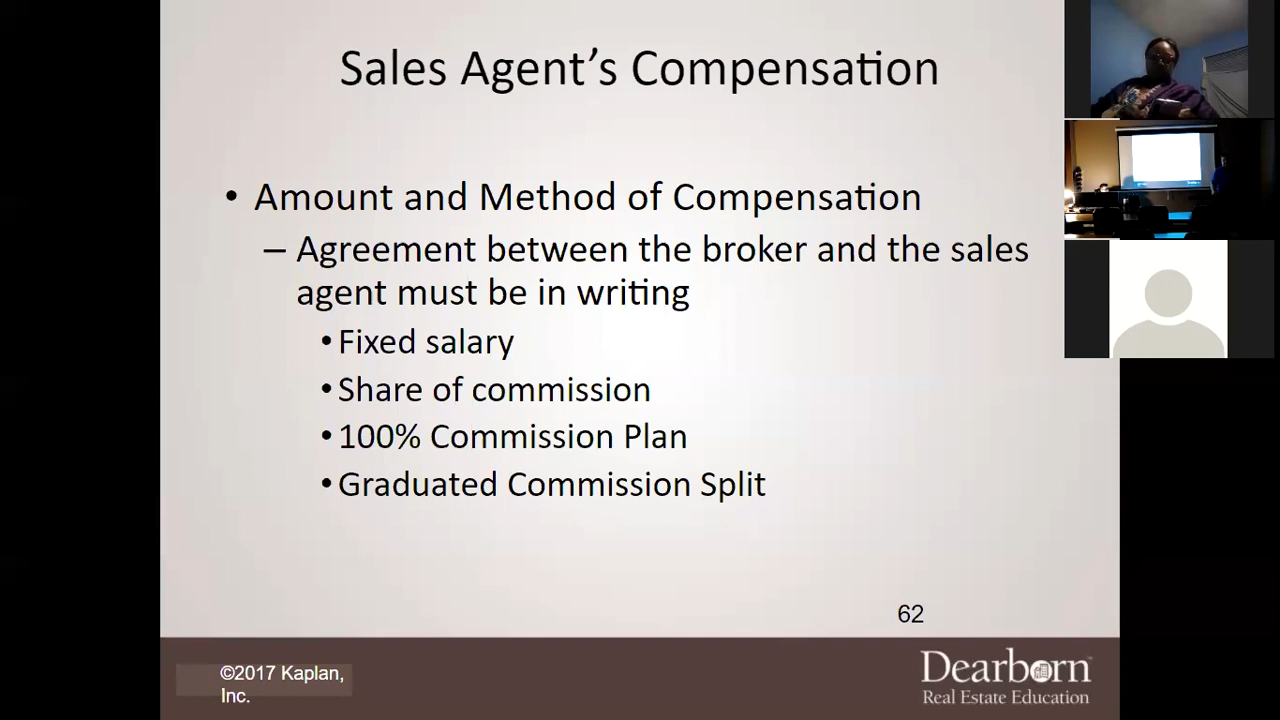 Sales Agent’s Compensation
• Amount and Method of Compensation
– Agreement between the broker and the sales
agent must be in writing
• Fixed salary
• Share of commission
• 100% Commission Plan
• Graduated Commission Split
62
©2017 Kaplan,
Inc.
Dearborn™
Real Estate Education